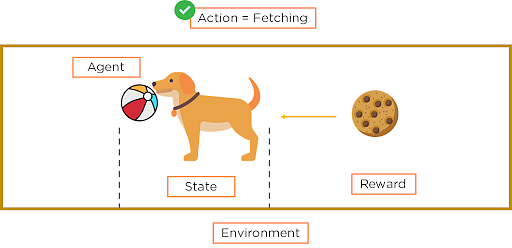 Action = Fetching
Agent
State
Reward
Environment